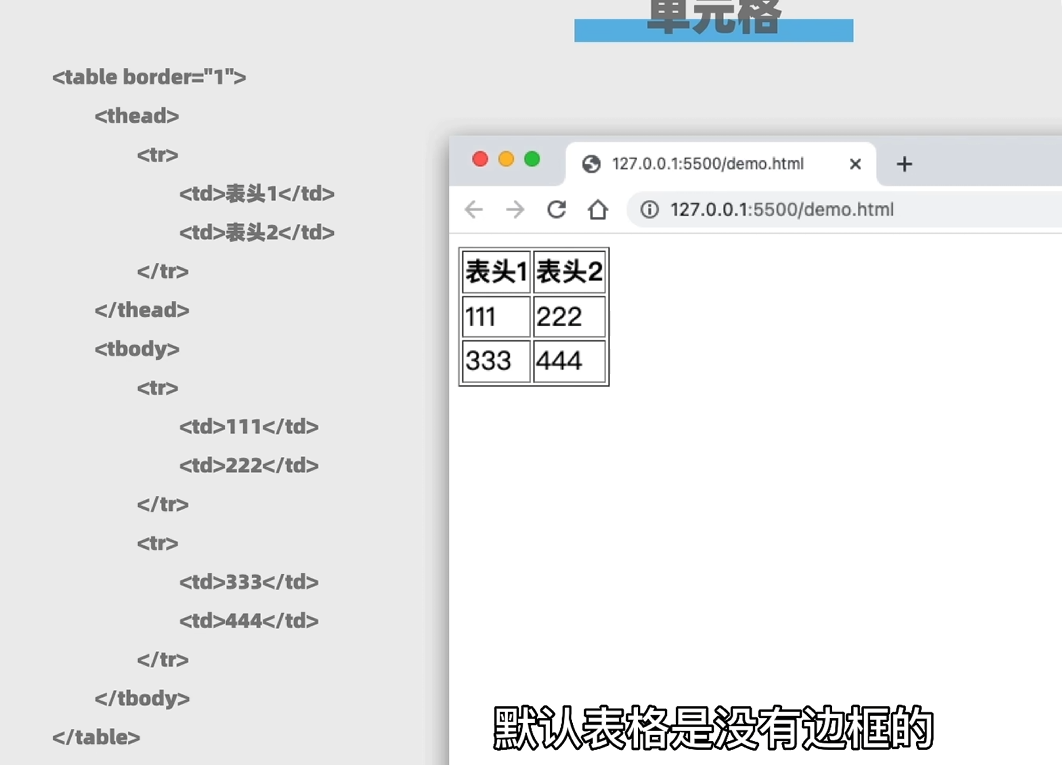 单元格
<table border="1">
<thead>
<tr>
<td>表头1</td>
<td>表头2</td>
</tr>
</thead>
<tbody>
<tr>
<td>111</td>
<td>222</td>
</tr>
<tr>
<td>333</td>
<td>444</td>
</tr>
</tbody>
</table>
127.0.0.1:5500/demo.html
127.0.0.1:5500/demo.html
表头1 表头2
111 222
333 444
默认表格是没有边框的